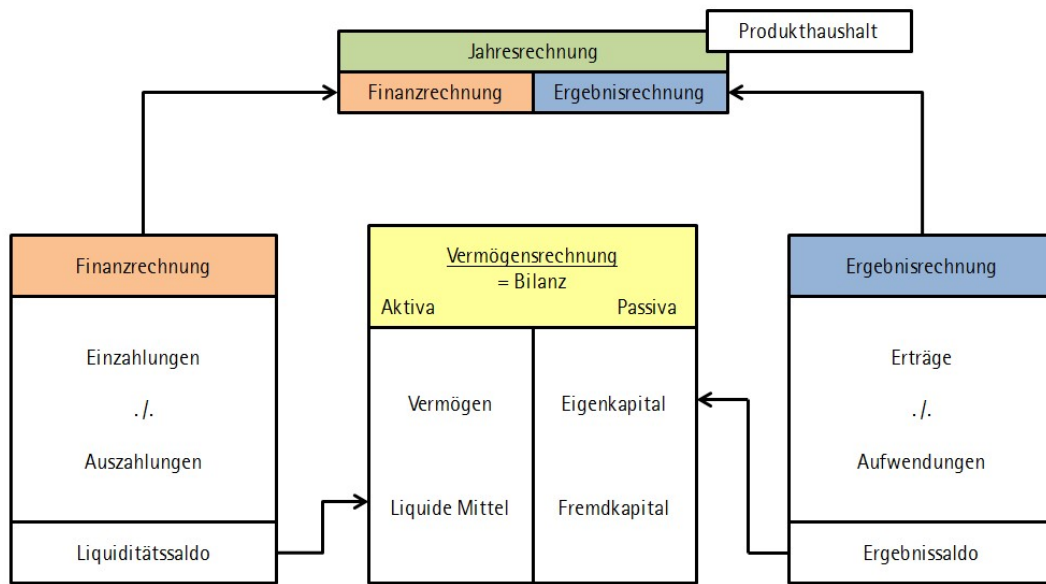 Produkthaushalt
Jahresrechnung
Finanzrechnung Ergebnisrechnung
Finanzrechnung
Einzahlungen
./.
Auszahlungen
Liquiditätssaldo
Vermögensrechnung
= Bilanz
Aktiva Passiva
Vermögen Eigenkapital
Liquide Mittel Fremdkapital
Ergebnisrechnung
Erträge
./.
Aufwendungen
Ergebnissaldo